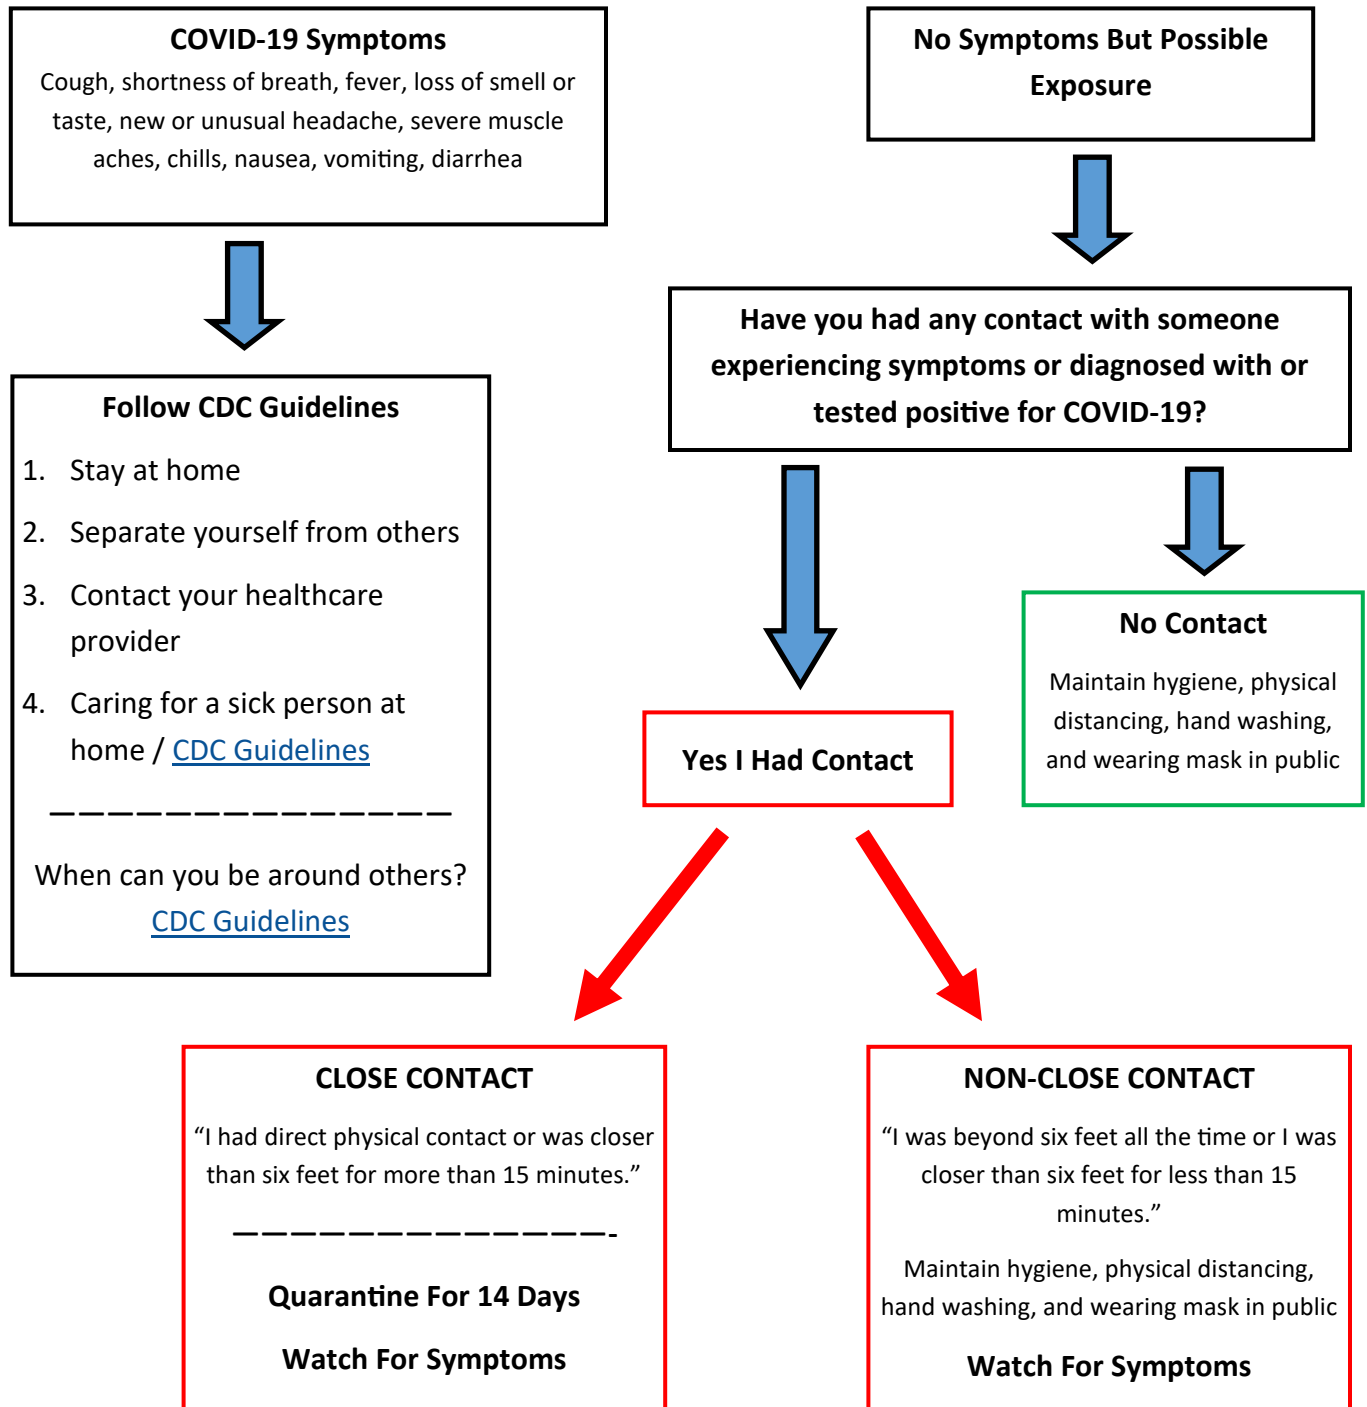 COVID-19 Symptoms
Cough, shortness of breath, fever, loss of smell or
taste, new or unusual headache, severe muscle
aches, chills, nausea, vomiting, diarrhea
No Symptoms But Possible
Exposure
Have you had any contact with someone
experiencing symptoms or diagnosed with or
tested positive for COVID-19?
Follow CDC Guidelines
1. Stay at home
2. Separate yourself from others
3. Contact your healthcare
provider
4. Caring for a sick person at
home / CDC Guidelines
——————————————
When can you be around others?
CDC Guidelines
No Contact
Maintain hygiene, physical
distancing, hand washing,
and wearing mask in public
Yes I Had Contact
CLOSE CONTACT
“I had direct physical contact or was closer
than six feet for more than 15 minutes.”
—————————————-
Quarantine For 14 Days
Watch For Symptoms
NON-CLOSE CONTACT
“I was beyond six feet all the time or I was
closer than six feet for less than 15
minutes.”
Maintain hygiene, physical distancing,
hand washing, and wearing mask in public
Watch For Symptoms